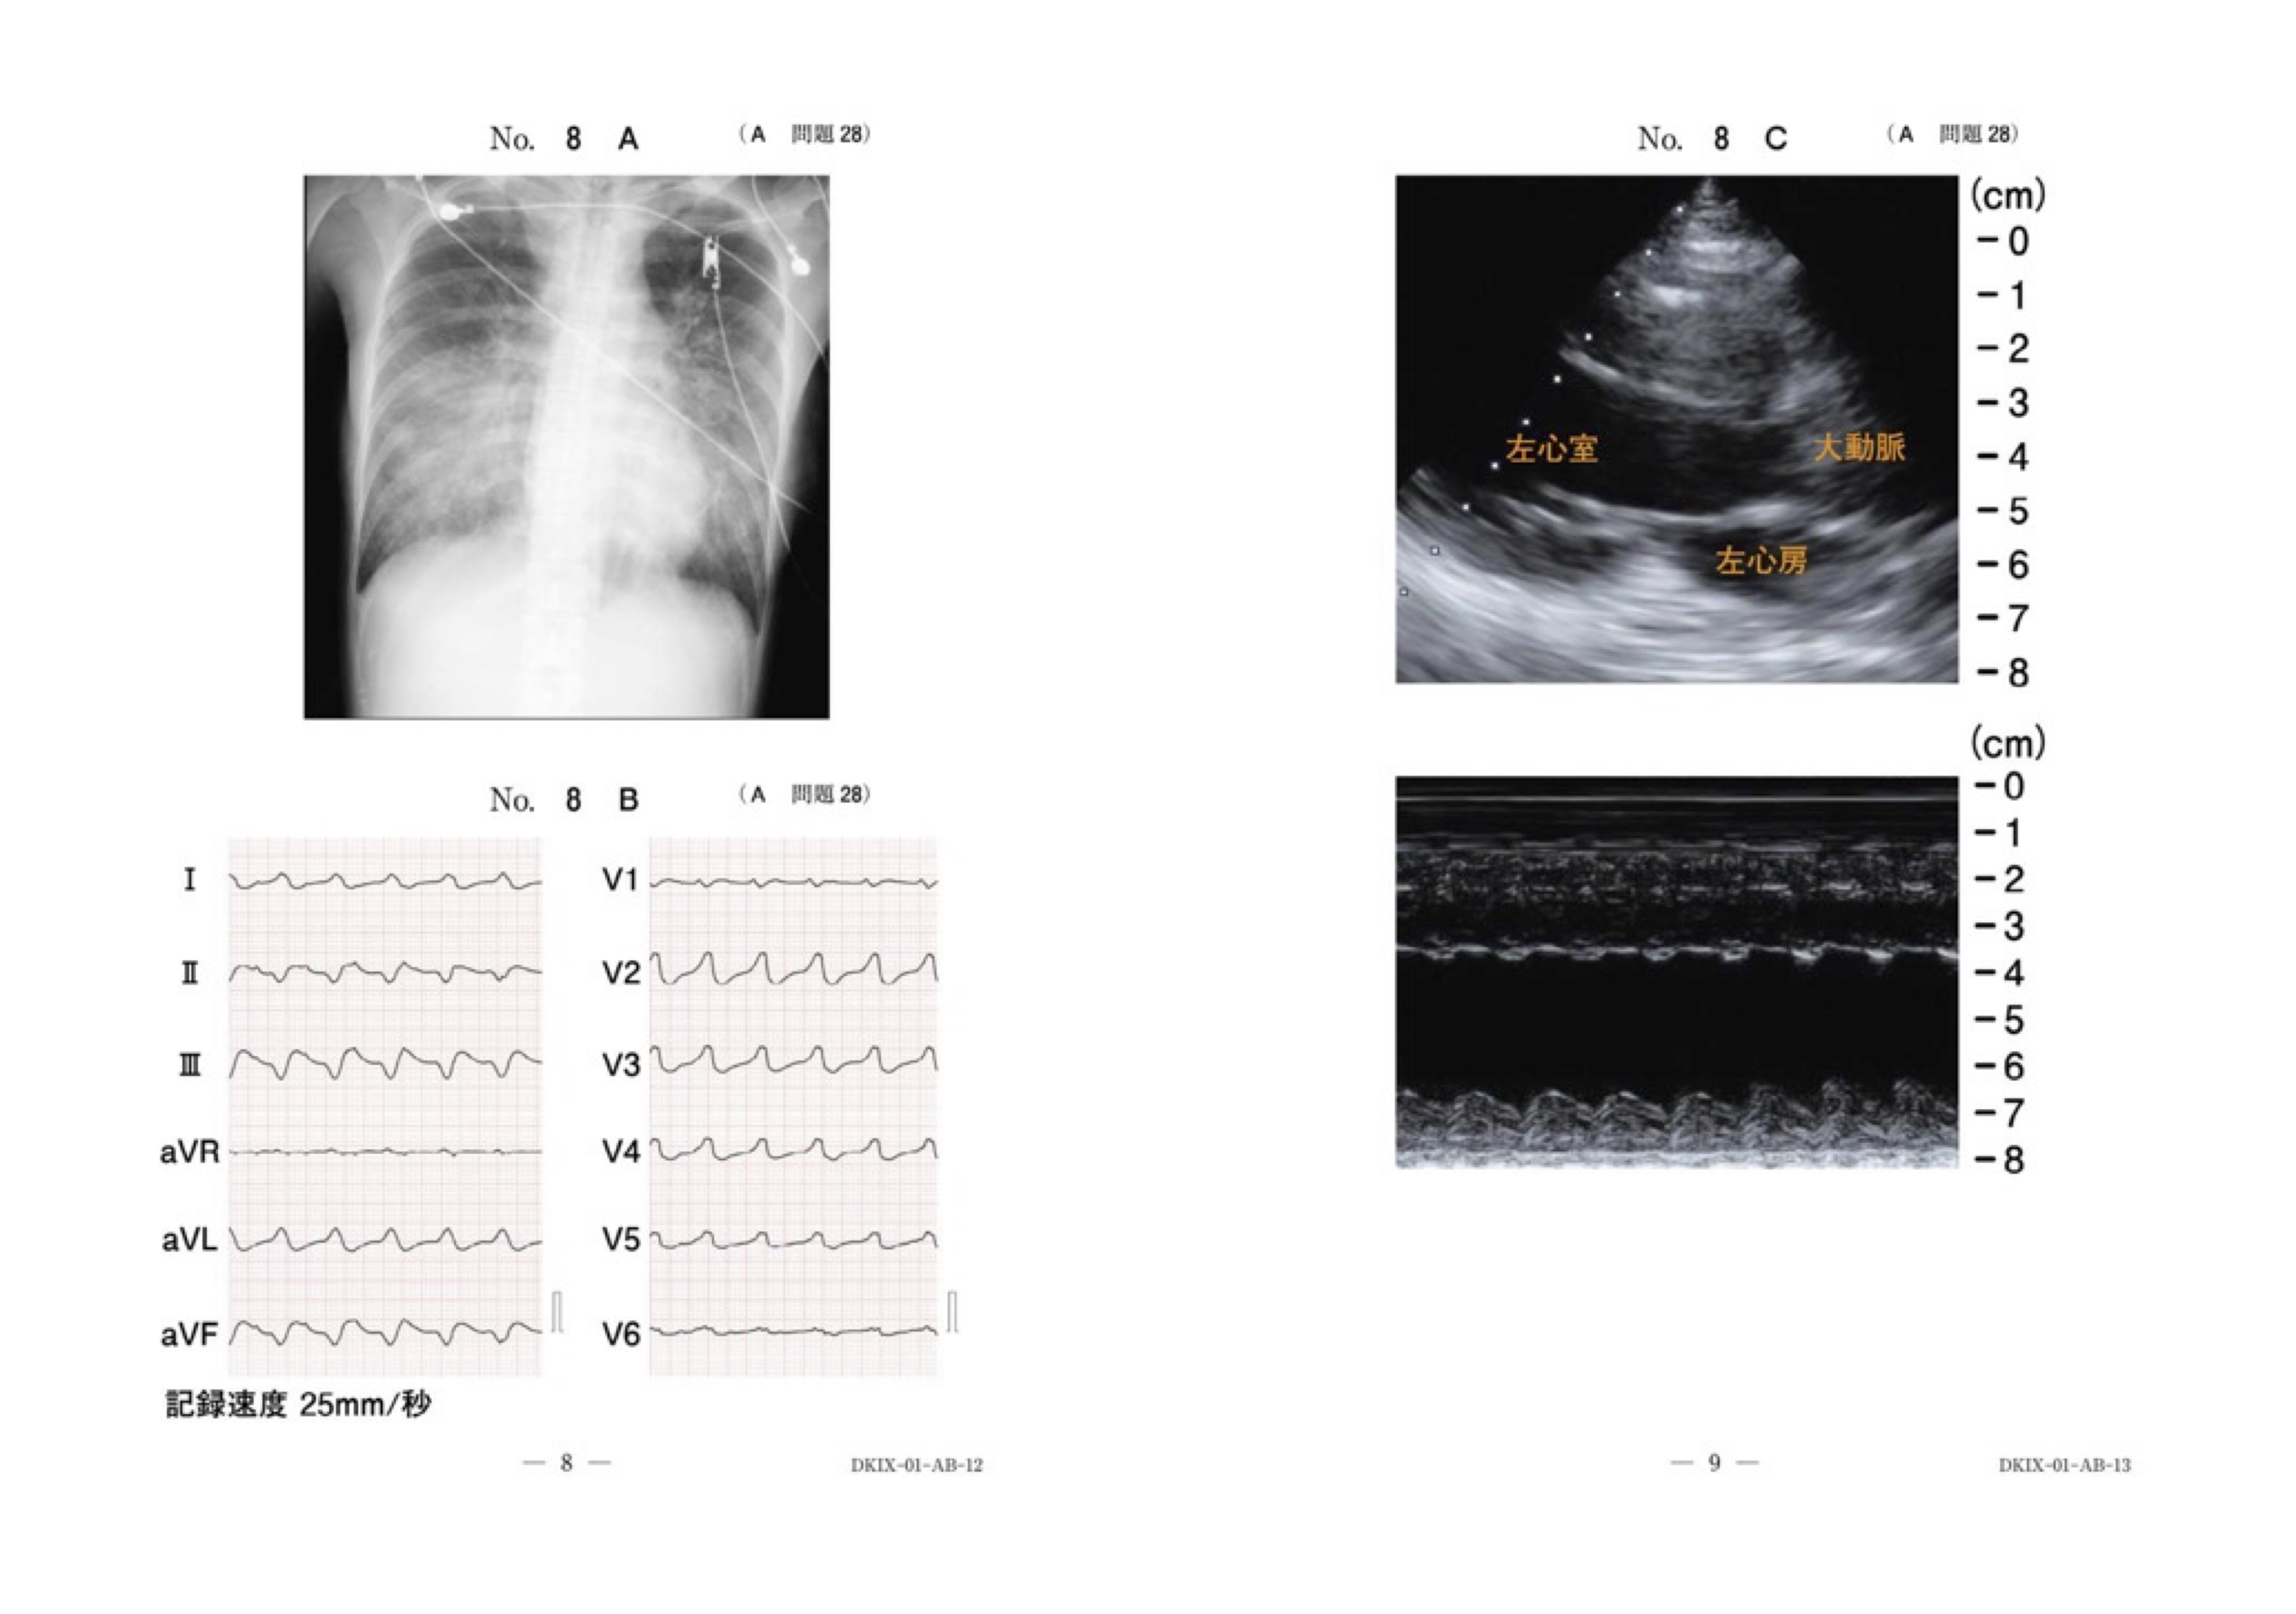 No. 8 A (A 問題 28)
No. 8 B (A 問題 28)
I
II
III
aVR
aVL
aVF
V1
V2
V3
V4
V5
V6
記録速度 25mm/秒
— 8 —
DKIX-01-AB-12
No. 8 C (A 問題 28)
(cm)
-0
-1
-2
-3
-4
-5
-6
-7
-8
左心室
大動脈
左心房
(cm)
-0
-1
-2
-3
-4
-5
-6
-7
-8
— 9 —
DKIX-01-AB-13